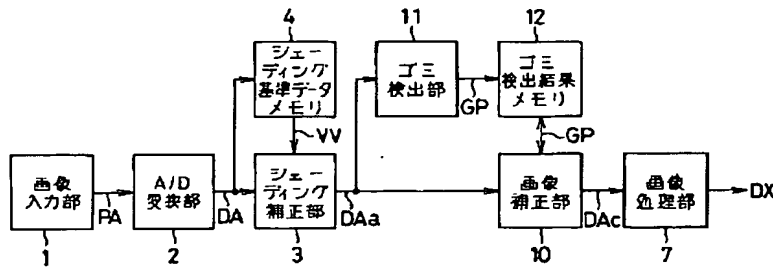 4
シェー
ディング
基準データ
メモリ
11
ゴミ
検出部
GP
12
ゴミ
検出結果
メモリ
VV
GP
画像
入力部
1
PA
A/D
変換部
2
DA
シェー
ディング
補正部
3
DAa
画像
補正部
10
DAc
画像
処理部
7
DX